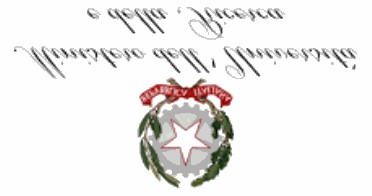 Ministero dell'Università
e della Ricerca
REPUBBLICA ITALIANA